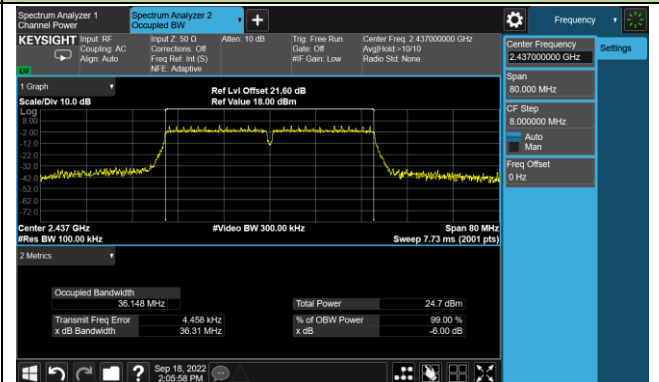 Spectrum Analyzer 1
Channel Power
Spectrum Analyzer 2
Occupied BW
Frequency
KEYSIGHT
Input: RF
Coupling: AC
Align: Auto
Input Z: 50 Ω
Corrections: Off
Freq Ref: Int (S)
NFE: Adaptive
Atten: 10 dB
Trig: Free Run
Gate: Off
#IF Gain: Low
Center Freq: 2.437000000 GHz
Avg|Hold:>10/10
Radio Std: None
Center Frequency
2.437000000 GHz
Settings
Span
80.000 MHz
CF Step
8.000000 MHz
Auto
Man
Freq Offset
0 Hz
1 Graph
Scale/Div 10.0 dB
Ref Lvl Offset 21.60 dB
Ref Value 18.00 dBm
Log
8.00
-2.00
-12.0
-22.0
-32.0
-42.0
-52.0
-62.0
-72.0
Center 2.437 GHz
#Res BW 100.00 kHz
#Video BW 300.00 kHz
Span 80 MHz
Sweep 7.73 ms (2001 pts)
2 Metrics
Occupied Bandwidth
36.148 MHz
Total Power 24.7 dBm
Transmit Freq Error 4.458 kHz
% of OBW Power 99.00 %
x dB Bandwidth 36.31 MHz
x dB -6.00 dB
Sep 18, 2022
2:05:58 PM